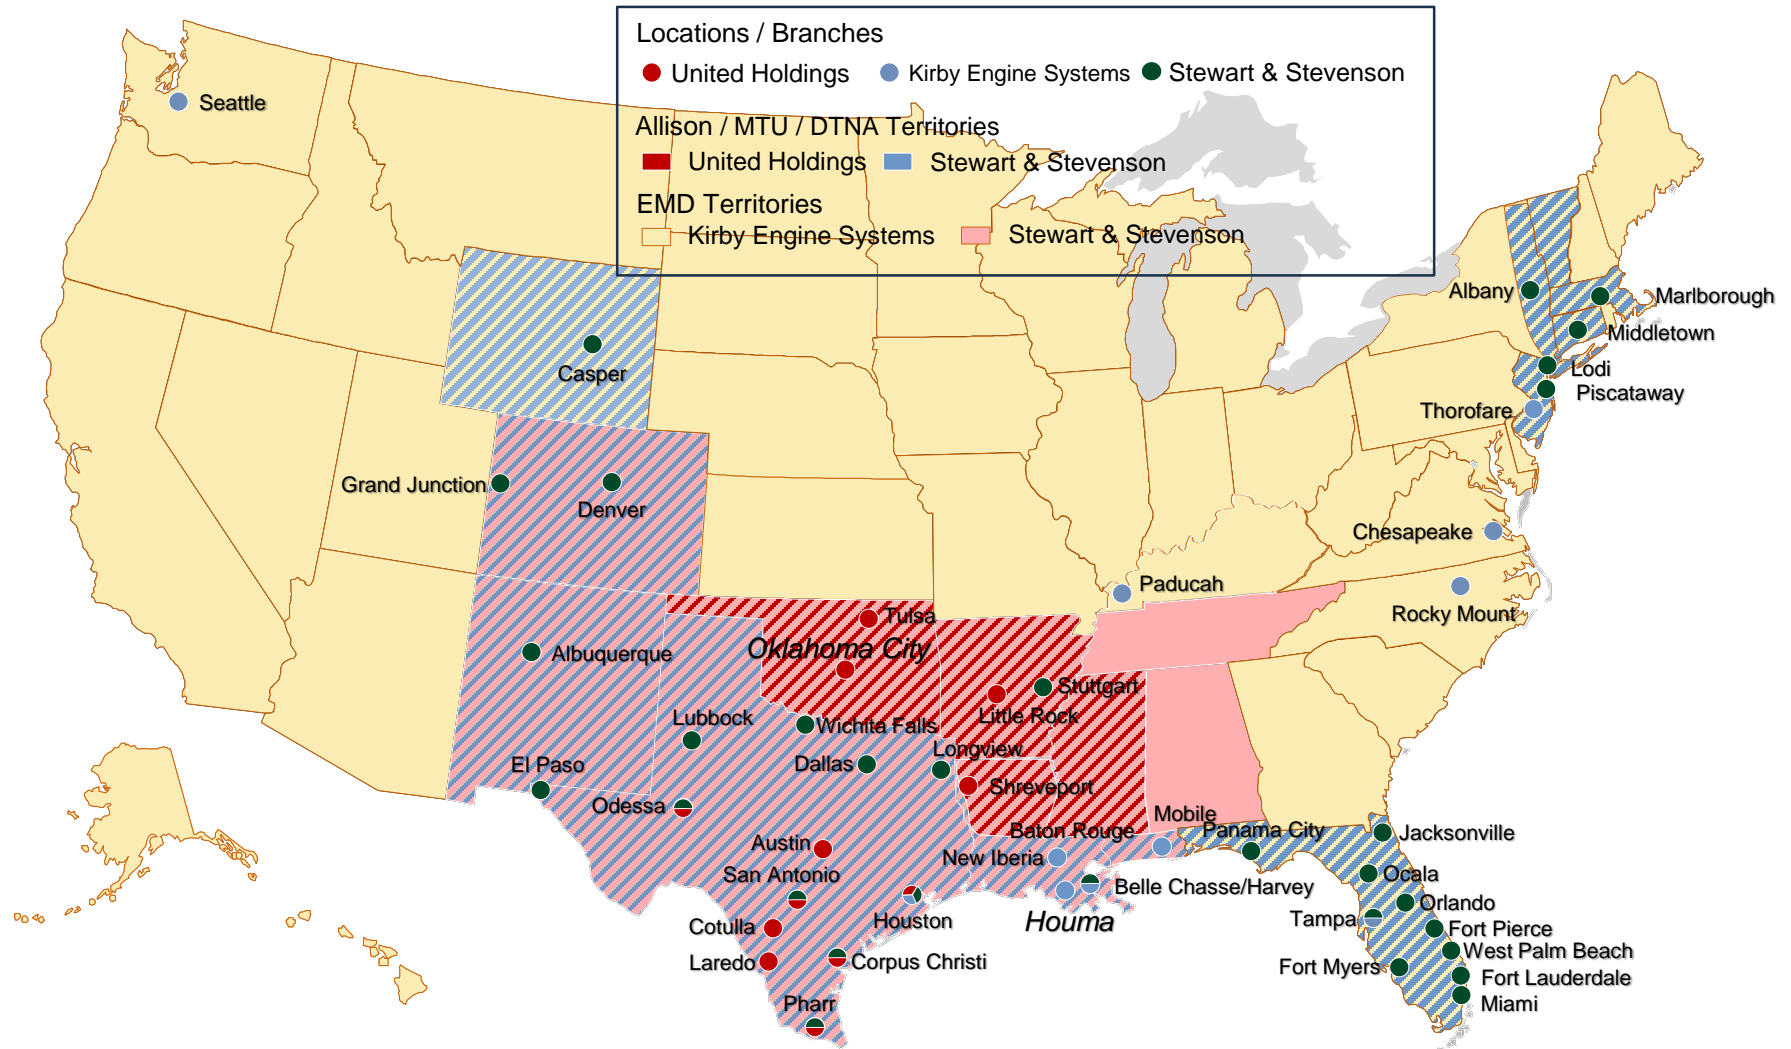 Locations / Branches
United Holdings
Kirby Engine Systems
Stewart & Stevenson
Allison / MTU / DTNA Territories
United Holdings
Stewart & Stevenson
EMD Territories
Kirby Engine Systems
Stewart & Stevenson
Seattle
Albany
Marlborough
Middletown
Lodi
Piscataway
Thorofare
Casper
Grand Junction
Denver
Chesapeake
Paducah
Rocky Mount
Tulsa
Oklahoma City
Albuquerque
Stuttgart
Little Rock
Lubbock
Wichita Falls
Longview
Dallas
El Paso
Shreveport
Odessa
Mobile
Baton Rouge
Panama City
Jacksonville
Austin
New Iberia
San Antonio
Belle Chasse/Harvey
Ocala
Orlando
Houston
Houma
Tampa
Cotulla
Fort Pierce
West Palm Beach
Laredo
Corpus Christi
Fort Myers
Fort Lauderdale
Pharr
Miami